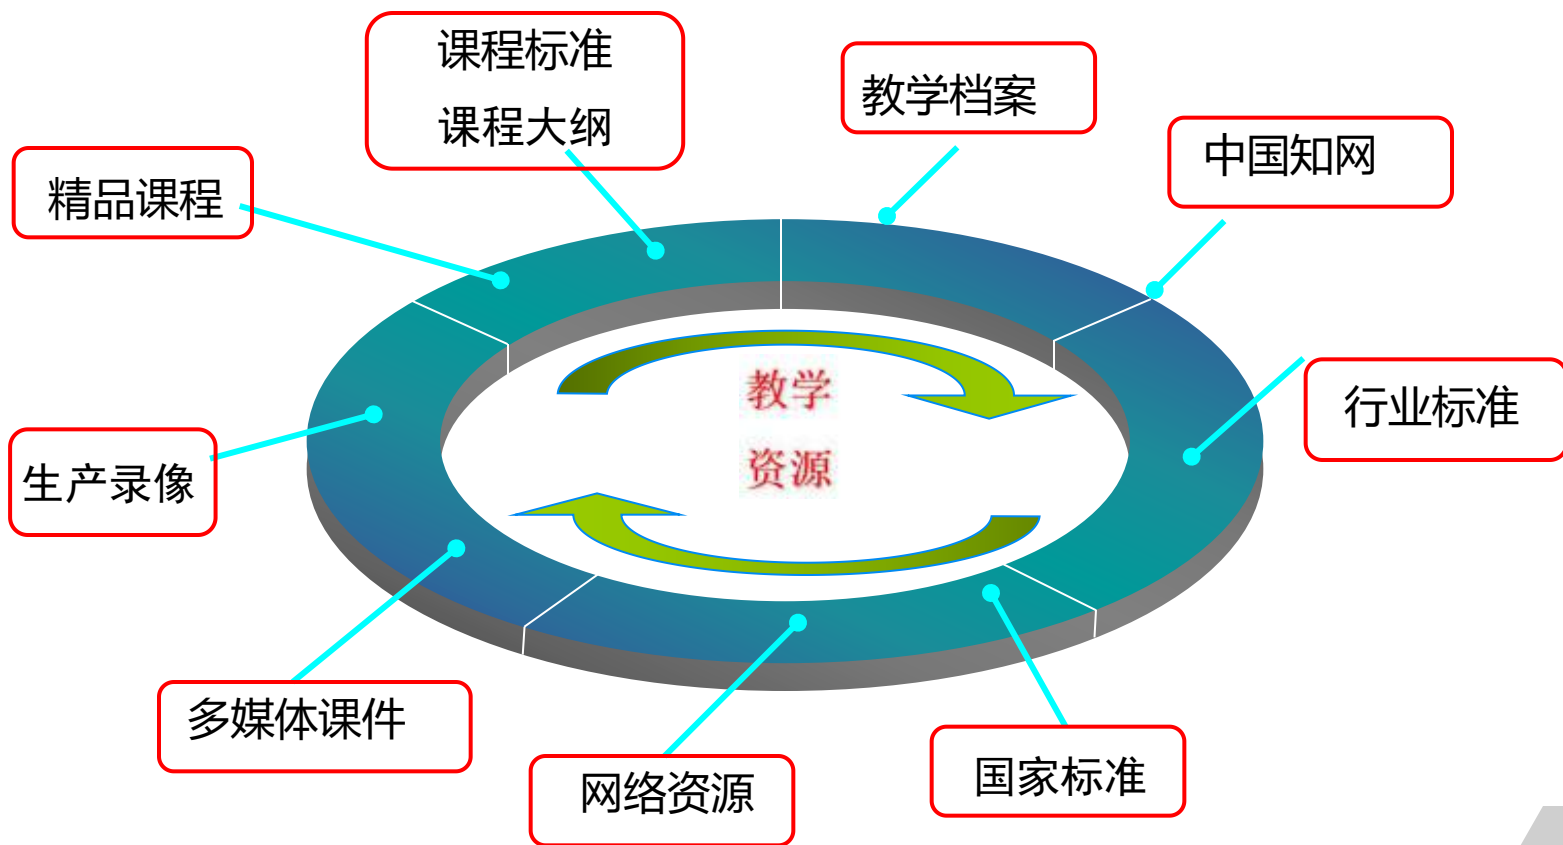 课程标准
课程大纲
教学档案
中国知网
精品课程
行业标准
教学
资源
生产录像
多媒体课件
网络资源
国家标准